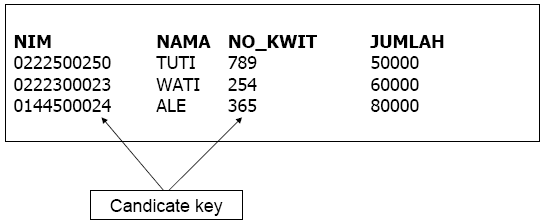 NIM NAMA NO_KWIT JUMLAH
0222500250 TUTI 789 50000
0222300023 WATI 254 60000
0144500024 ALE 365 80000
Candicate key